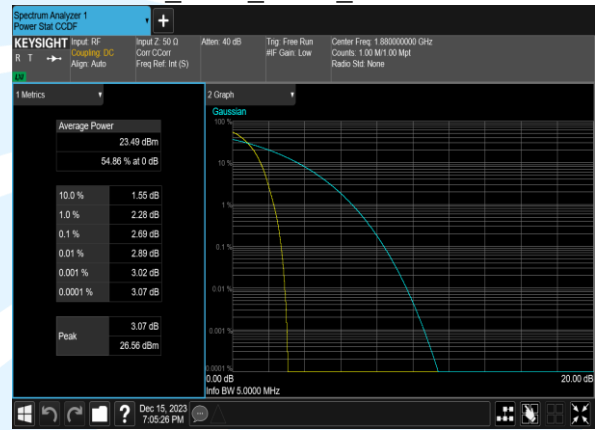 Spectrum Analyzer 1
Power Stat CCDF
KEYSIGHT
R T
LV
Input: RF
Coupling: DC
Align: Auto
Input Z: 50 Ω
Corr CCorr
Freq Ref: Int (S)
Atten: 40 dB
Trig: Free Run
#IF Gain: Low
Center Freq: 1.880000000 GHz
Counts: 1.00 M/1.00 Mpt
Radio Std: None
1 Metrics
Average Power
23.49 dBm
54.86 % at 0 dB
10.0 % 1.55 dB
1.0 % 2.28 dB
0.1 % 2.69 dB
0.01 % 2.89 dB
0.001 % 3.02 dB
0.0001 % 3.07 dB
Peak
3.07 dB
26.56 dBm
2 Graph
Gaussian
100 %
10 %
1 %
0.1 %
0.01 %
0.001 %
0.0001 %
0.00 dB 20.00 dB
Info BW 5.0000 MHz
Dec 15, 2023
7:05:26 PM